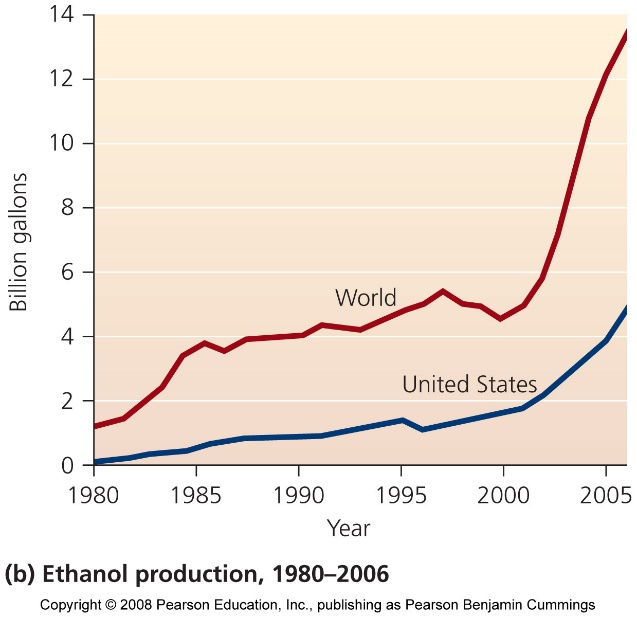 14
12
10
8
6
4
2
0
Billion gallons
World
United States
1980 1985 1990 1995 2000 2005
Year
(b) Ethanol production, 1980–2006
Copyright © 2008 Pearson Education, Inc., publishing as Pearson Benjamin Cummings